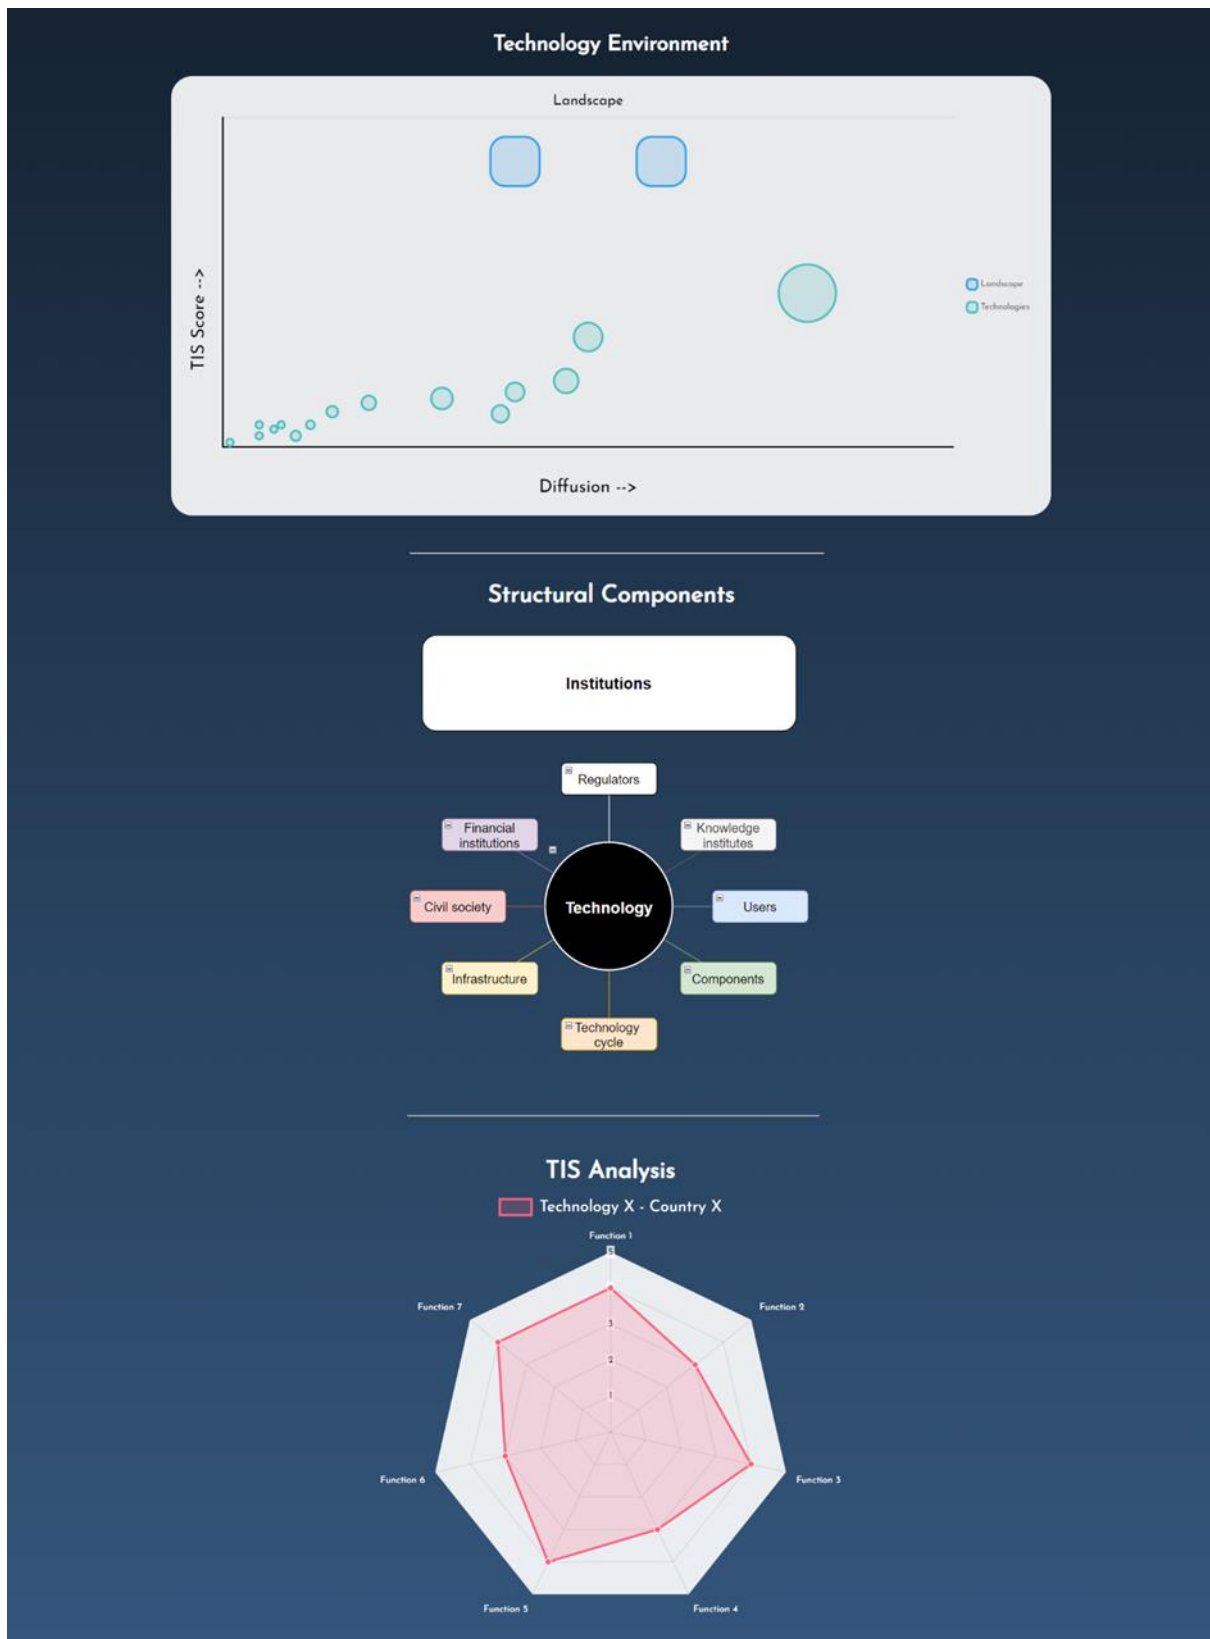 Technology Environment
Landscape
TIS Score -->
Landscape
Technologies
Diffusion -->
Structural Components
Institutions
Regulators
Financial
institutions
Knowledge
institutes
Civil society
Technology
Users
Infrastructure
Components
Technology
cycle
TIS Analysis
Technology X - Country X
Function 1
5
Function 7
Function 2
3
2
1
Function 6
Function 3
Function 5
Function 4